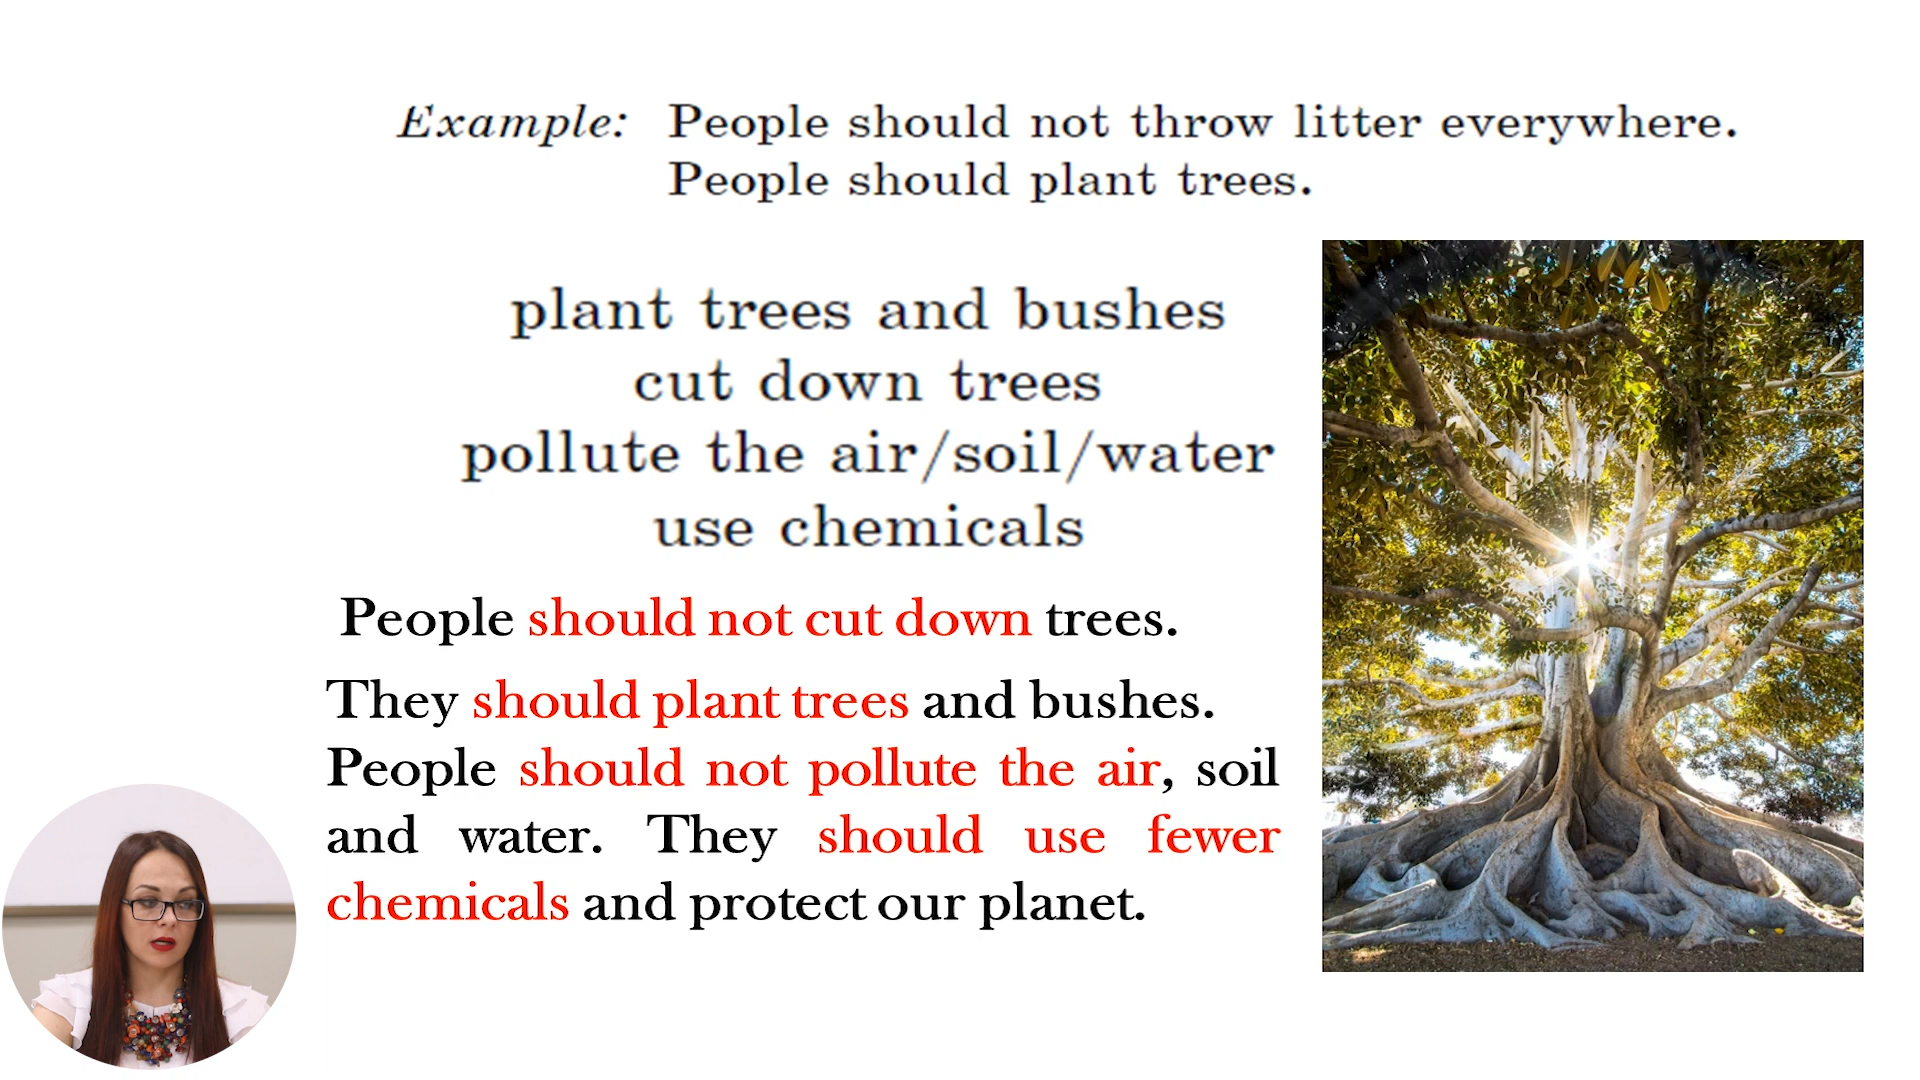 Example: People should not throw litter everywhere.
People should plant trees.
plant trees and bushes
cut down trees
pollute the air/soil/water
use chemicals
People should not cut down trees.
They should plant trees and bushes.
People should not pollute the air, soil
and water. They should use fewer
chemicals and protect our planet.